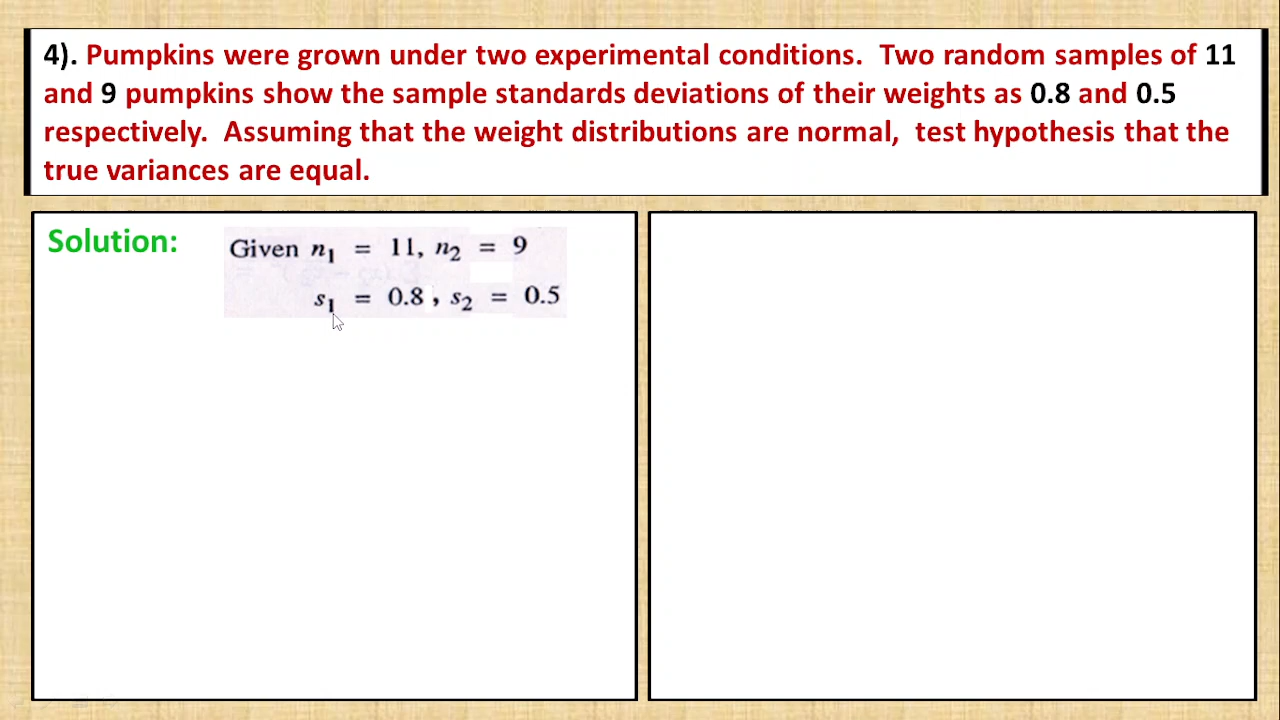 4). Pumpkins were grown under two experimental conditions. Two random samples of 11
and 9 pumpkins show the sample standards deviations of their weights as 0.8 and 0.5
respectively. Assuming that the weight distributions are normal, test hypothesis that the
true variances are equal.
Solution:
Given n₁ = 11, n₂ = 9
s₁ = 0.8 , s₂ = 0.5